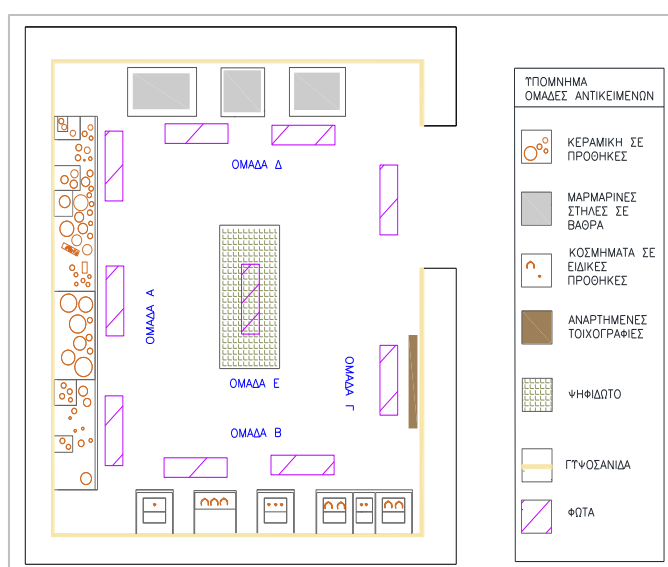 ΟΜΑΔΑ Δ
ΟΜΑΔΑ Α
ΟΜΑΔΑ Ε
ΟΜΑΔΑ Γ
ΟΜΑΔΑ Β
ΥΠΟΜΝΗΜΑ
ΟΜΑΔΕΣ ΑΝΤΙΚΕΙΜΕΝΩΝ
ΚΕΡΑΜΙΚΗ ΣΕ
ΠΡΟΘΗΚΕΣ
ΜΑΡΜΑΡΙΝΕΣ
ΣΤΗΛΕΣ ΣΕ
ΒΑΘΡΑ
ΚΟΣΜΗΜΑΤΑ ΣΕ
ΕΙΔΙΚΕΣ
ΠΡΟΘΗΚΕΣ
ΑΝΑΡΤΗΜΕΝΕΣ
ΤΟΙΧΟΓΡΑΦΙΕΣ
ΨΗΦΙΔΩΤΟ
ΓΥΨΟΣΑΝΙΔΑ
ΦΩΤΑ